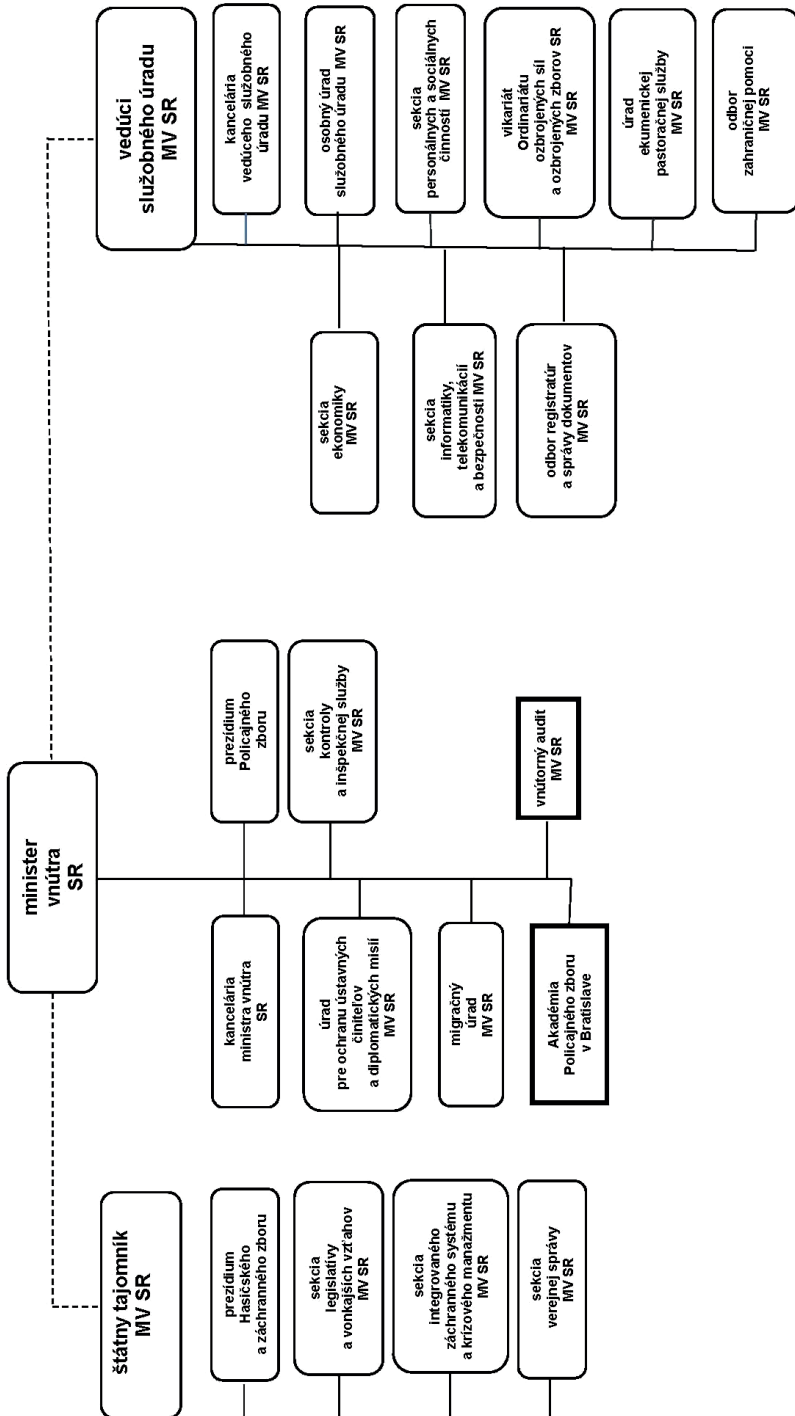 minister
vnútra
SR
štátny tajomník
MV SR
vedúci
služobného úradu
MV SR
prezídium
Hasičského
a záchranného zboru
sekcia
legislatívy
a vonkajších vzťahov
MV SR
sekcia
integrovaného
záchranného systému
a krízového manažmentu
MV SR
sekcia
verejnej správy
MV SR
kancelária
ministra vnútra
SR
prezídium
Policajného
zboru
sekcia
kontroly
a inšpekčnej služby
MV SR
úrad
pre ochranu ústavných
činiteľov
a diplomatických misií
MV SR
migračný
úrad
MV SR
vnútorný audit
MV SR
Akadémia
Policajného zboru
v Bratislave
kancelária
vedúceho služobného
úradu MV SR
osobný úrad
služobného úradu MV SR
sekcia
ekonomiky
MV SR
sekcia
personálnych a sociálnych
činností MV SR
sekcia
informatiky,
telekomunikácií
a bezpečnosti MV SR
vikariát
Ordinariátu
ozbrojených síl
a ozbrojených zborov SR
MV SR
odbor registratúr
a správy dokumentov
MV SR
úrad
ekumenickej
pastoračnej služby
MV SR
odbor
zahraničnej pomoci
MV SR